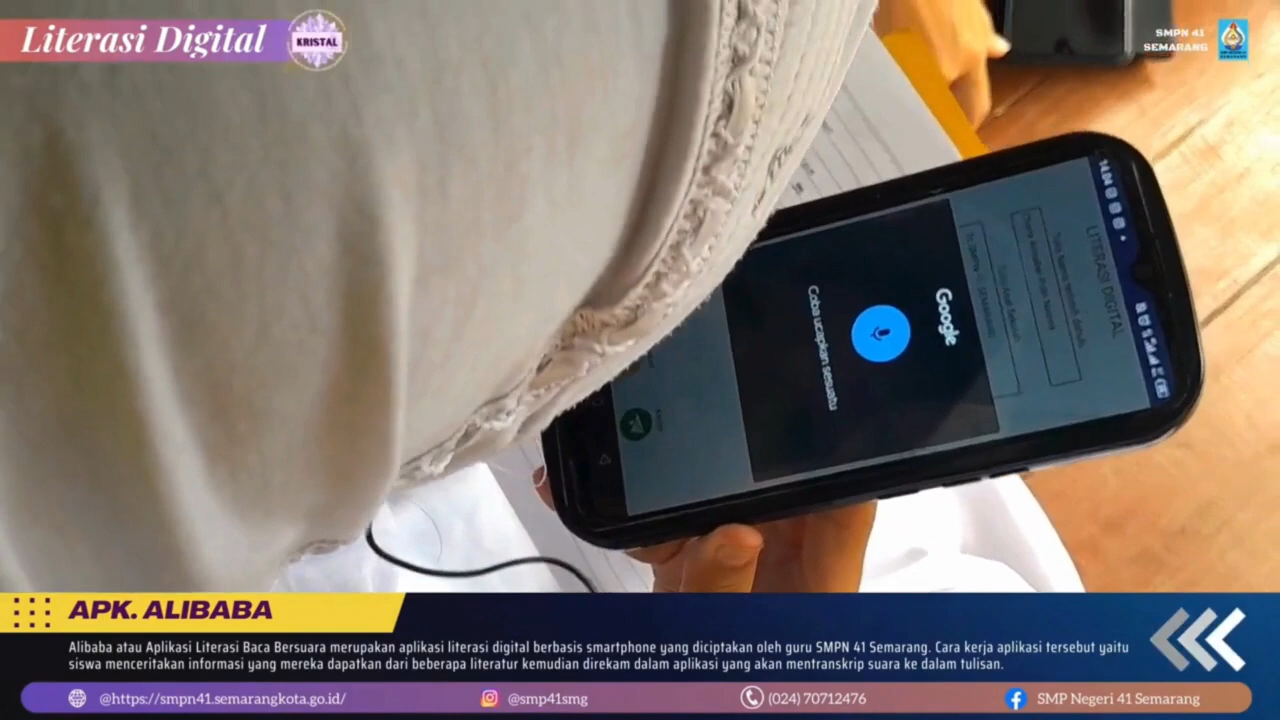 Literasi Digital
KRISTAL
SMPN 41
SEMARANG
14.04
LITERASI DIGITAL
Google
Coba ucapkan sesuatu
APK. ALIBABA
Alibaba atau Aplikasi Literasi Baca Bersuara merupakan aplikasi literasi digital berbasis smartphone yang diciptakan oleh guru SMPN 41 Semarang. Cara kerja aplikasi tersebut yaitu
siswa menceritakan informasi yang mereka dapatkan dari beberapa literatur kemudian direkam dalam aplikasi yang akan mentranskrip suara ke dalam tulisan.
@https://smpn41.semarangkota.go.id/
@smp41smg
(024) 70712476
SMP Negeri 41 Semarang